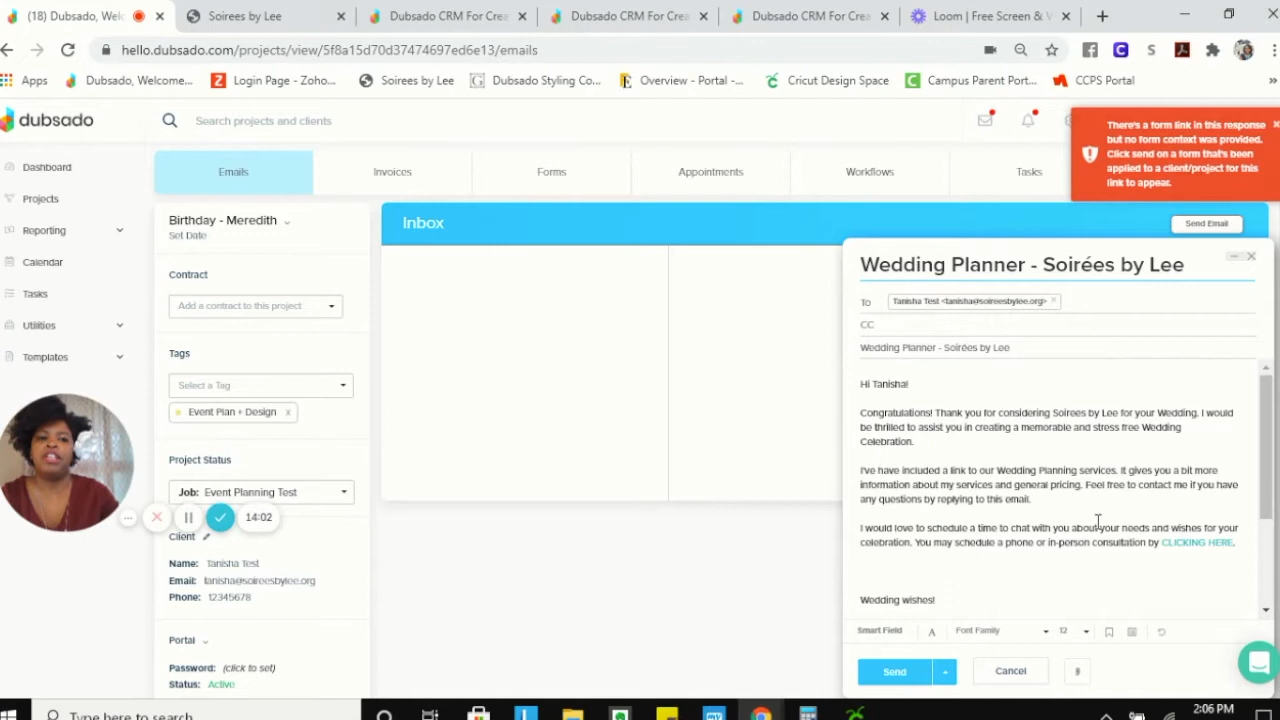 (18) Dubsado, Welc
Soirees by Lee
Dubsado CRM For Crea
Dubsado CRM For Crea
Dubsado CRM For Crea
Loom | Free Screen & V
hello.dubsado.com/projects/view/5f8a15d70d37474697ed6e13/emails
Apps
Dubsado, Welcome...
Login Page - Zoho...
Soirees by Lee
Dubsado Styling Co...
Overview - Portal -...
Cricut Design Space
Campus Parent Port...
CCPS Portal
dubsado
Search projects and clients
There's a form link in this response
but no form context was provided.
Click send on a form that's been
applied to a client/project for this
link to appear.
Dashboard
Projects
Reporting
Calendar
Tasks
Utilities
Templates
Emails
Invoices
Forms
Appointments
Workflows
Tasks
Birthday - Meredith
Set Date
Contract
Add a contract to this project
Tags
Select a Tag
Event Plan + Design x
Project Status
Job: Event Planning Test
14:02
Client
Name: Tanisha Test
Email: tanisha@soireesbylee.org
Phone: 12345678
Portal
Password: (click to set)
Status: Active
Inbox
Send Email
Wedding Planner - Soirées by Lee
To Tanisha Test <tanisha@soireesbylee.org>
CC
Wedding Planner - Soirées by Lee
Hi Tanisha!
Congratulations! Thank you for considering Soirees by Lee for your Wedding. I would
be thrilled to assist you in creating a memorable and stress free Wedding
Celebration.
I've have included a link to our Wedding Planning services. It gives you a bit more
information about my services and general pricing. Feel free to contact me if you have
any questions by replying to this email.
I would love to schedule a time to chat with you about your needs and wishes for your
celebration. You may schedule a phone or in-person consultation by CLICKING HERE.
Wedding wishes!
Smart Field
A
Font Family
12
Send
Cancel
Type here to search
2:06 PM